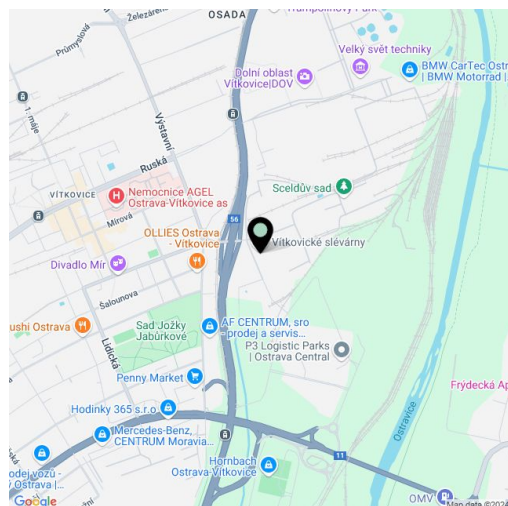 OSADA
Železárenská
Trampolínový Park
Průmyslová
Velký svět techniky
Dolní oblast
Vítkovice|DOV
BMW CarTec Ostr
| BMW Motorrad |
1. máje
Výstavní
Ruská
VÍTKOVICE
Nemocnice AGEL
Ostrava-Vítkovice as
Sceldův sad
Mírová
OLLIES Ostrava
- Vítkovice
56
Vítkovické slévárny
Divadlo Mír
Šalounova
ushi Ostrava
Sad Jožky
Jabůrkové
AF CENTRUM, sro
- prodej a servis...
Lidická
P3 Logistic Parks
| Ostrava Central
Penny Market
Frýdecká Ap
Hodinky 365 s.r.o
Mercedes-Benz,
CENTRUM Moravia...
Ostravice
11
odej vozů -
ý Ostrava |...
Hornbach
Ostrava-Vítkovice
OMV
Google
Map data ©2024